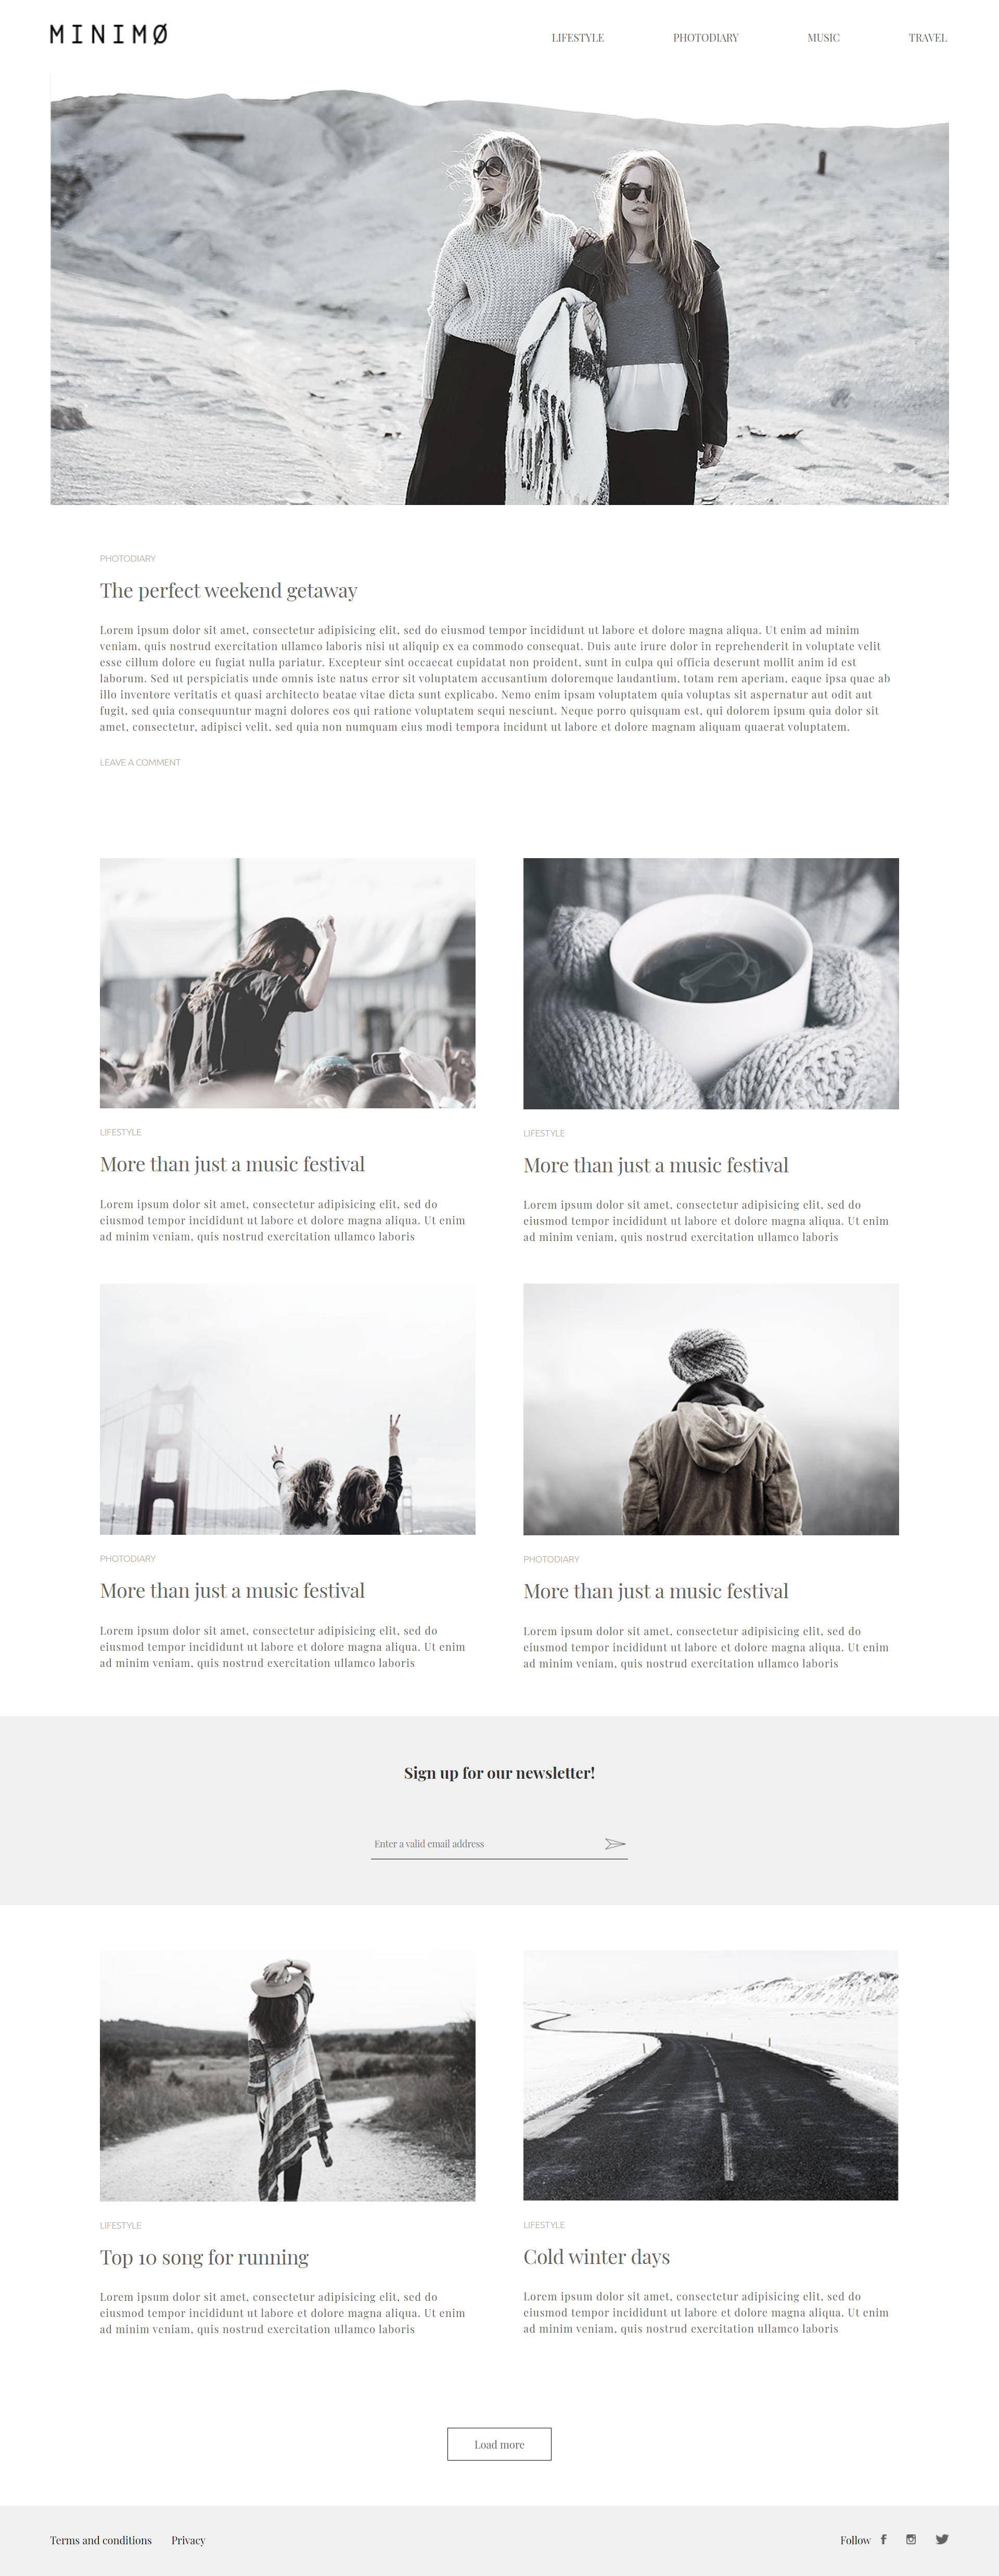 MINIMØ
LIFESTYLE PHOTODIARY MUSIC TRAVEL
PHOTODIARY
The perfect weekend getaway
Lorem ipsum dolor sit amet, consectetur adipisicing elit, sed do eiusmod tempor incididunt ut labore et dolore magna aliqua. Ut enim ad minim
veniam, quis nostrud exercitation ullamco laboris nisi ut aliquip ex ea commodo consequat. Duis aute irure dolor in reprehenderit in voluptate velit
esse cillum dolore eu fugiat nulla pariatur. Excepteur sint occaecat cupidatat non proident, sunt in culpa qui officia deserunt mollit anim id est
laborum. Sed ut perspiciatis unde omnis iste natus error sit voluptatem accusantium doloremque laudantium, totam rem aperiam, eaque ipsa quae ab
illo inventore veritatis et quasi architecto beatae vitae dicta sunt explicabo. Nemo enim ipsam voluptatem quia voluptas sit aspernatur aut odit aut
fugit, sed quia consequuntur magni dolores eos qui ratione voluptatem sequi nesciunt. Neque porro quisquam est, qui dolorem ipsum quia dolor sit
amet, consectetur, adipisci velit, sed quia non numquam eius modi tempora incidunt ut labore et dolore magnam aliquam quaerat voluptatem.
LEAVE A COMMENT
LIFESTYLE
More than just a music festival
Lorem ipsum dolor sit amet, consectetur adipisicing elit, sed do
eiusmod tempor incididunt ut labore et dolore magna aliqua. Ut enim
ad minim veniam, quis nostrud exercitation ullamco laboris
LIFESTYLE
More than just a music festival
Lorem ipsum dolor sit amet, consectetur adipisicing elit, sed do
eiusmod tempor incididunt ut labore et dolore magna aliqua. Ut enim
ad minim veniam, quis nostrud exercitation ullamco laboris
PHOTODIARY
More than just a music festival
Lorem ipsum dolor sit amet, consectetur adipisicing elit, sed do
eiusmod tempor incididunt ut labore et dolore magna aliqua. Ut enim
ad minim veniam, quis nostrud exercitation ullamco laboris
PHOTODIARY
More than just a music festival
Lorem ipsum dolor sit amet, consectetur adipisicing elit, sed do
eiusmod tempor incididunt ut labore et dolore magna aliqua. Ut enim
ad minim veniam, quis nostrud exercitation ullamco laboris
Sign up for our newsletter!
Enter a valid email address
LIFESTYLE
Top 10 song for running
Lorem ipsum dolor sit amet, consectetur adipisicing elit, sed do
eiusmod tempor incididunt ut labore et dolore magna aliqua. Ut enim
ad minim veniam, quis nostrud exercitation ullamco laboris
LIFESTYLE
Cold winter days
Lorem ipsum dolor sit amet, consectetur adipisicing elit, sed do
eiusmod tempor incididunt ut labore et dolore magna aliqua. Ut enim
ad minim veniam, quis nostrud exercitation ullamco laboris
Load more
Terms and conditions Privacy
Follow